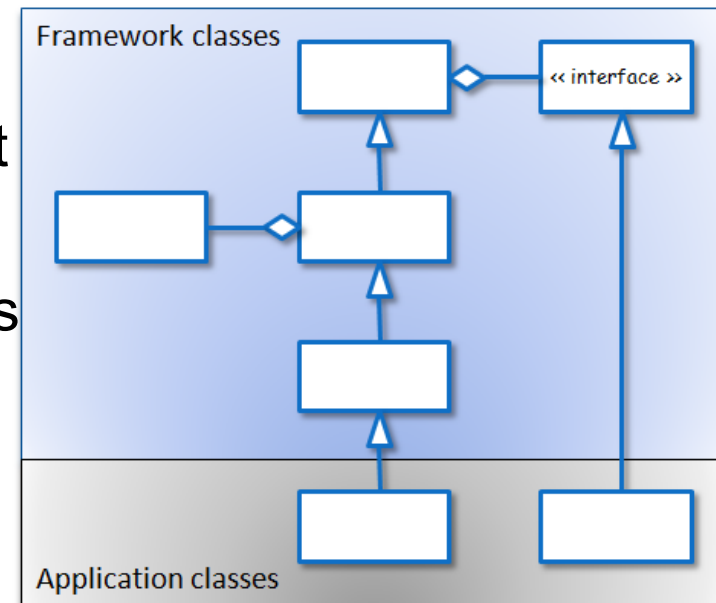 Framework classes
<< interface >>
t
s
Application classes